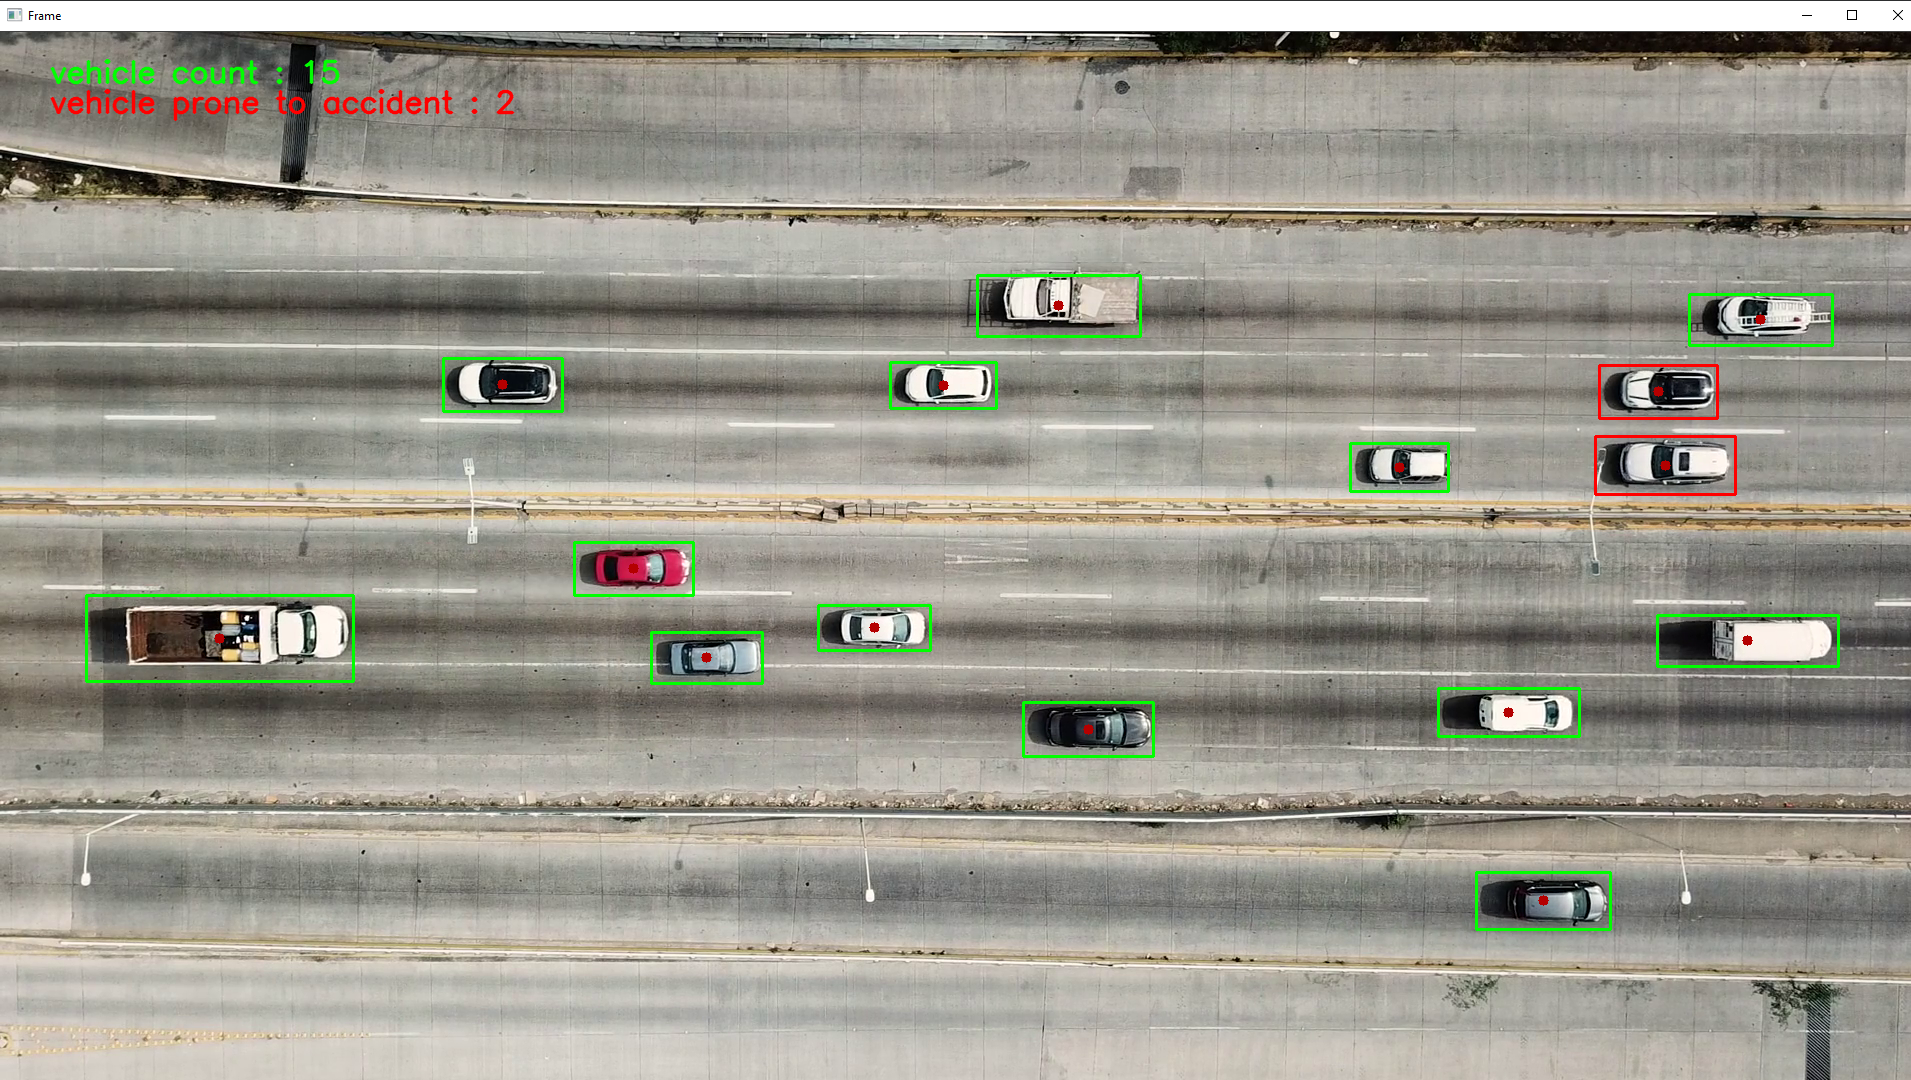 Frame
vehicle count : 15
vehicle prone to accident : 2